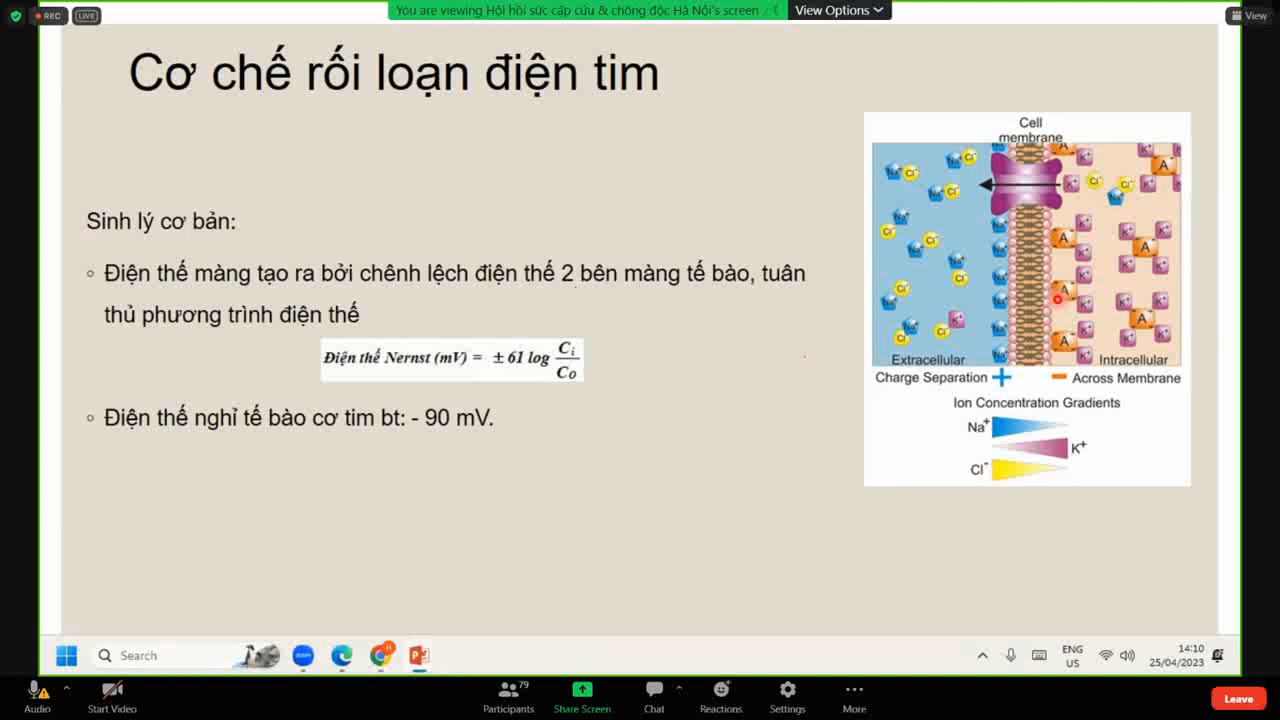 REC
LIVE
You are viewing Hội hồi sức cấp cứu & chống độc Hà Nội's screen
View Options
View
Cơ chế rối loạn điện tim
Sinh lý cơ bản:
◦ Điện thế màng tạo ra bởi chênh lệch điện thế 2 bên màng tế bào, tuân
thủ phương trình điện thế
Điện thế Nernst (mV) = ± 61 log Ci/Co
◦ Điện thế nghỉ tế bào cơ tim bt: - 90 mV.
Cell
membrane
Na+ Cl- K+ A-
Extracellular
Intracellular
Charge Separation + − Across Membrane
Ion Concentration Gradients
Na+
K+
Cl-
Search
zoom
ENG
US
14:10
25/04/2023
Audio
Start Video
Participants
79
Share Screen
Chat
Reactions
Settings
More
Leave